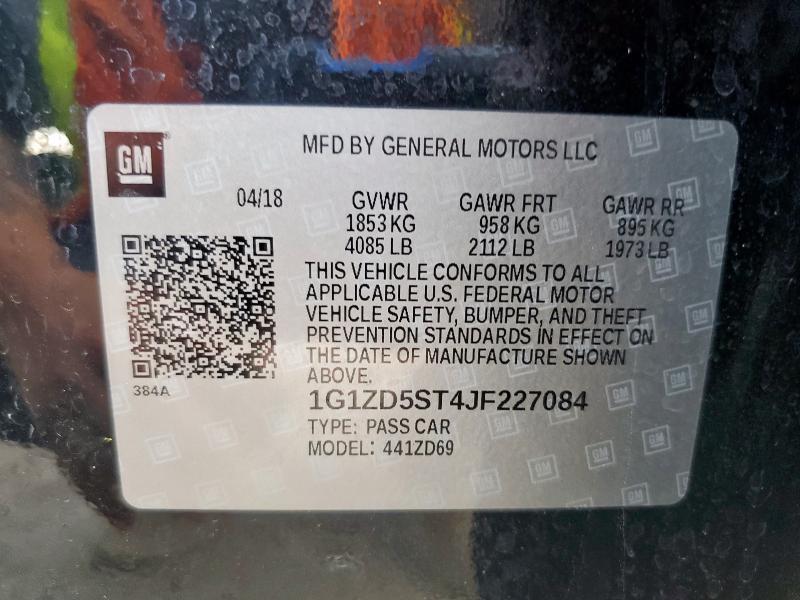 GM
MFD BY GENERAL MOTORS LLC
04/18 GVWR GAWR FRT GAWR RR
1853 KG 958 KG 895 KG
4085 LB 2112 LB 1973 LB
THIS VEHICLE CONFORMS TO ALL
APPLICABLE U.S. FEDERAL MOTOR
VEHICLE SAFETY, BUMPER, AND THEFT
PREVENTION STANDARDS IN EFFECT ON
THE DATE OF MANUFACTURE SHOWN
ABOVE.
384A
1G1ZD5ST4JF227084
TYPE: PASS CAR
MODEL: 441ZD69